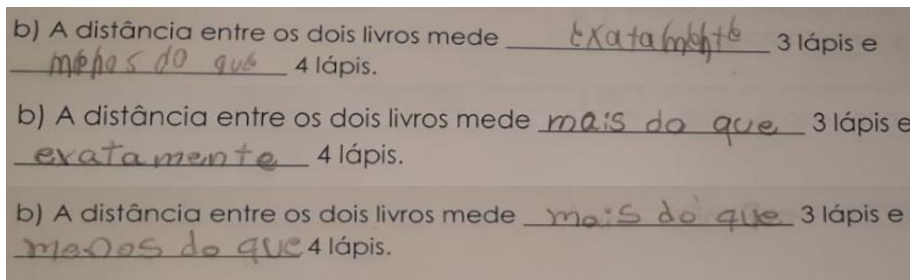 b) A distância entre os dois livros mede exatamente 3 lápis e
menos do que 4 lápis.
b) A distância entre os dois livros mede mais do que 3 lápis e
exatamente 4 lápis.
b) A distância entre os dois livros mede mais do que 3 lápis e
menos do que 4 lápis.